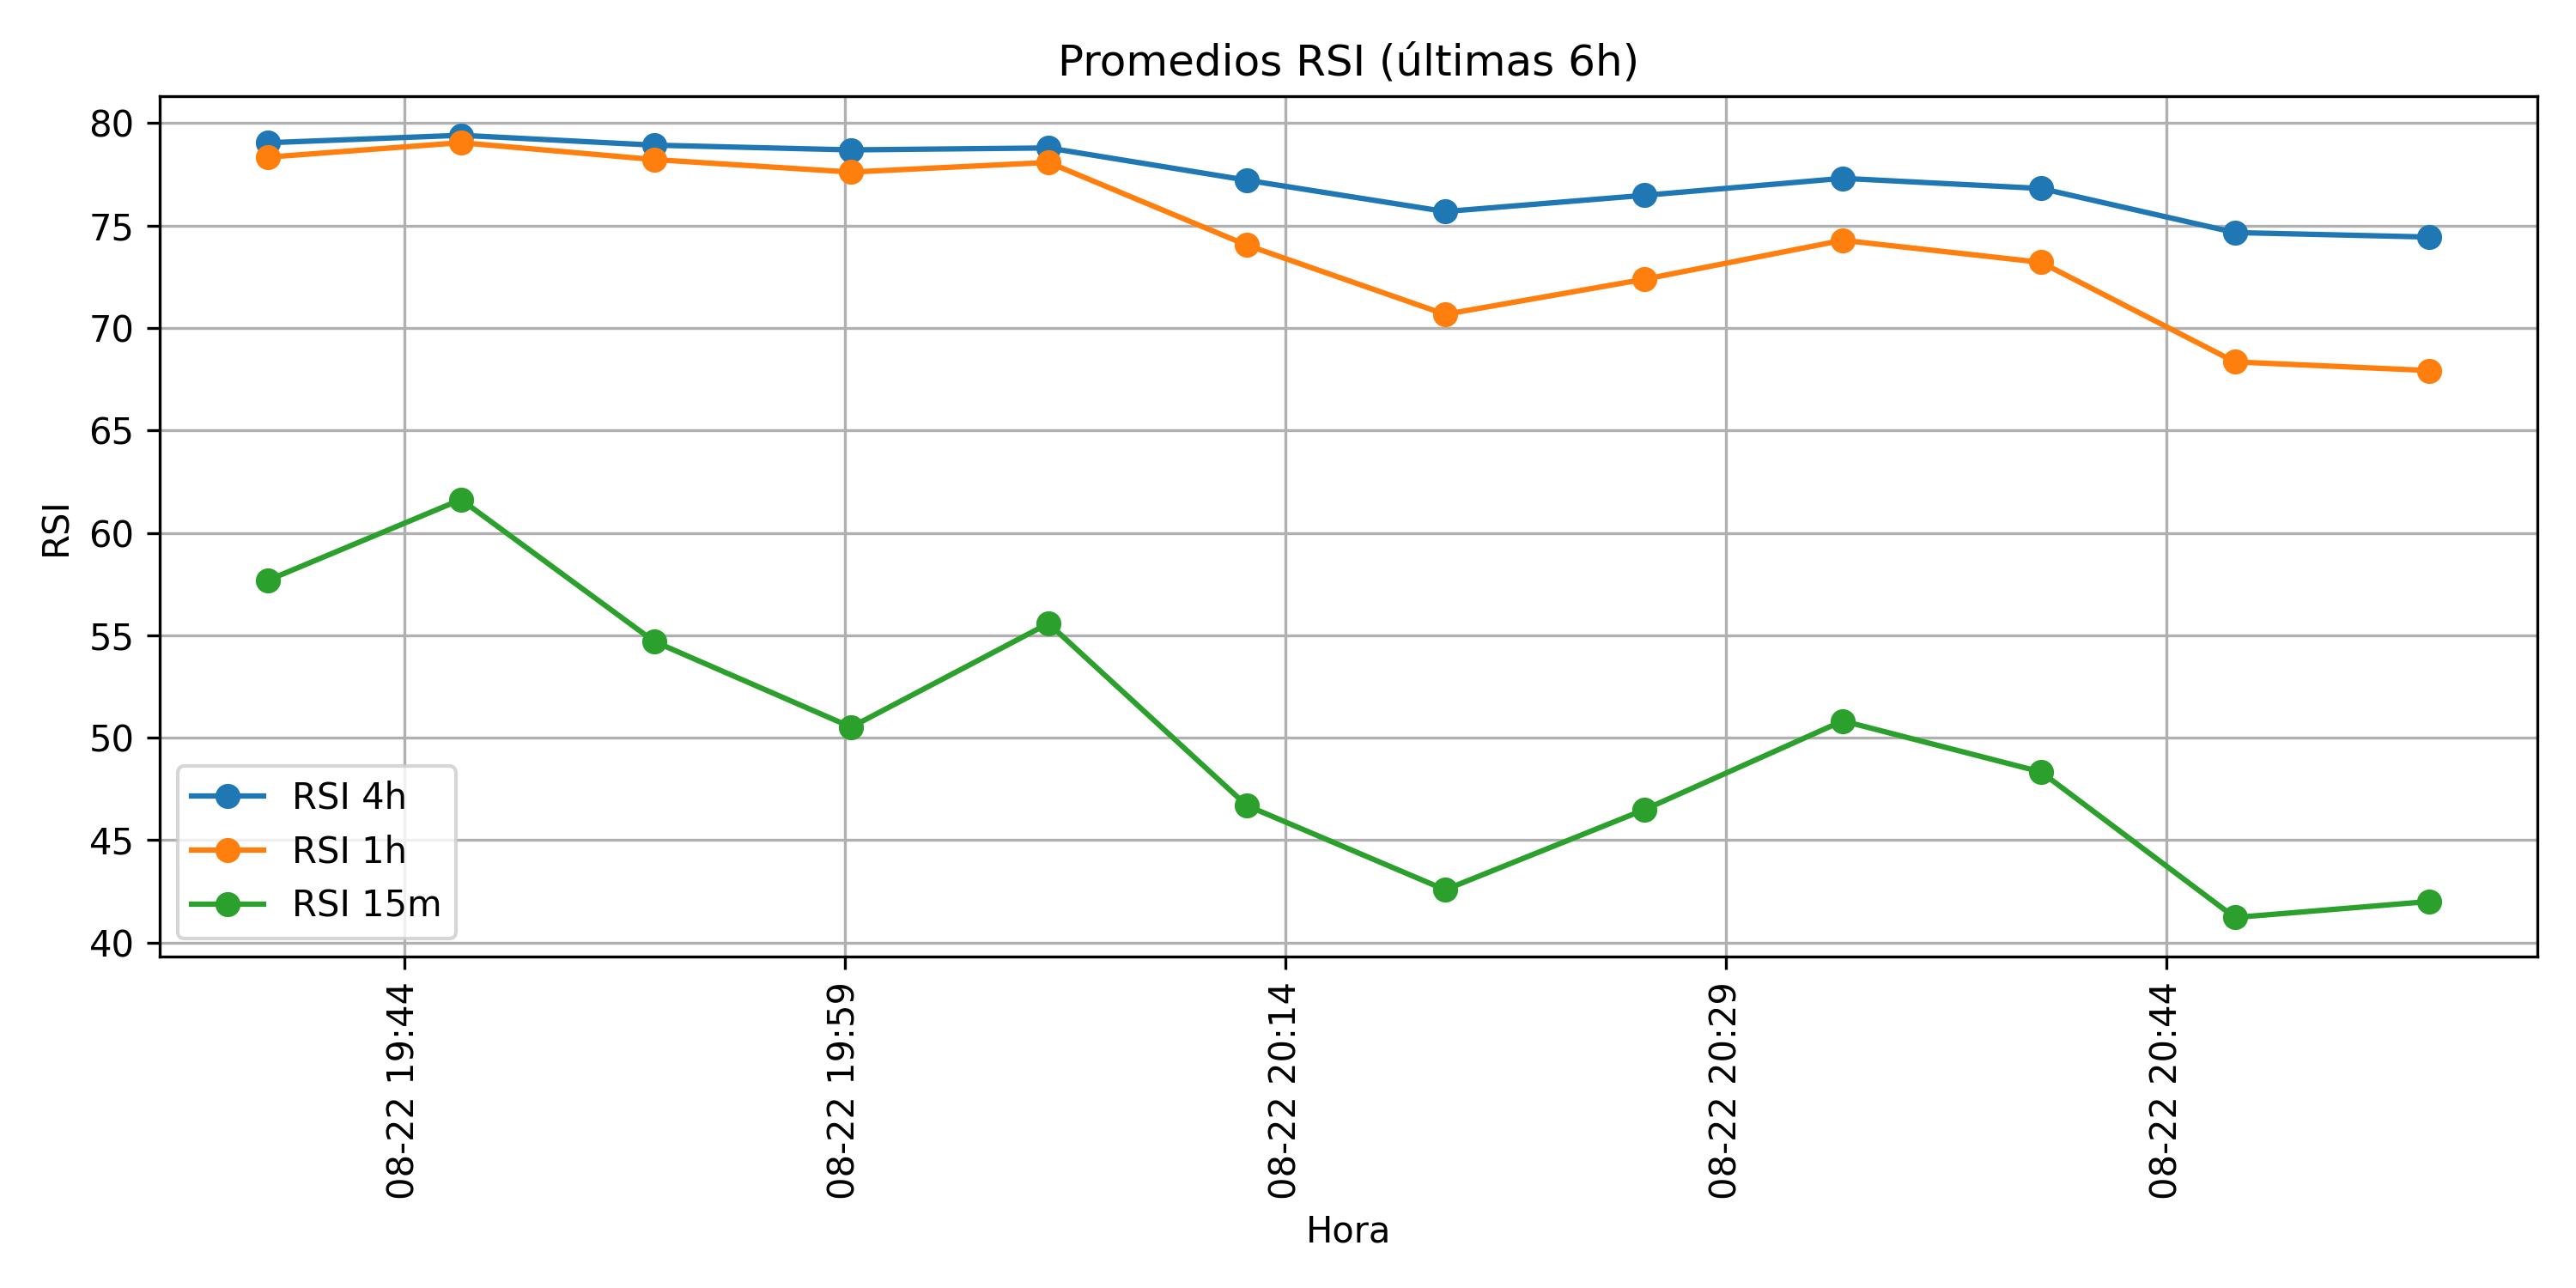 Promedios RSI (últimas 6h)
80
75
70
65
60
55
50
45
40
RSI
RSI 4h
RSI 1h
RSI 15m
08-22 19:44
08-22 19:59
08-22 20:14
08-22 20:29
08-22 20:44
Hora